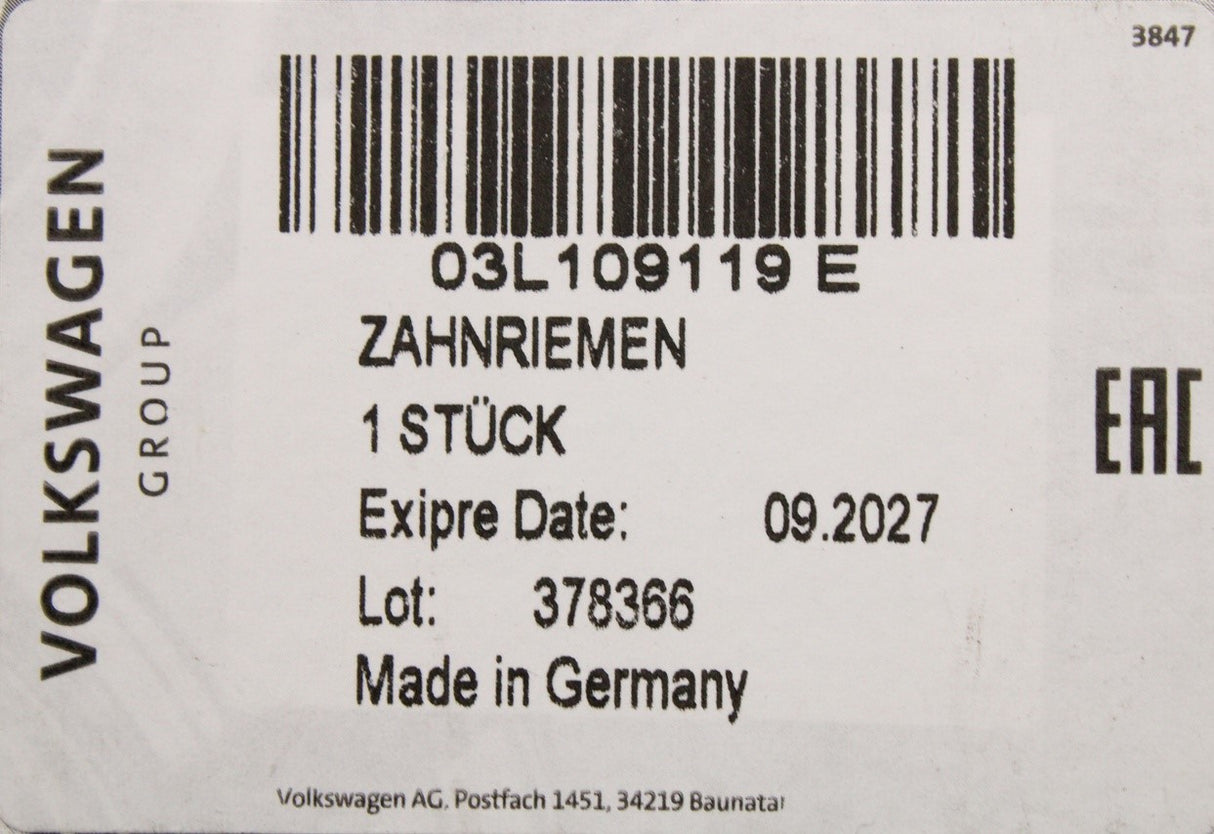 3847
VOLKSWAGEN
GROUP
03L109119 E
ZAHNRIEMEN
1 STÜCK
Exipre Date: 09.2027
Lot: 378366
Made in Germany
EAC
Volkswagen AG, Postfach 1451, 34219 Baunatal